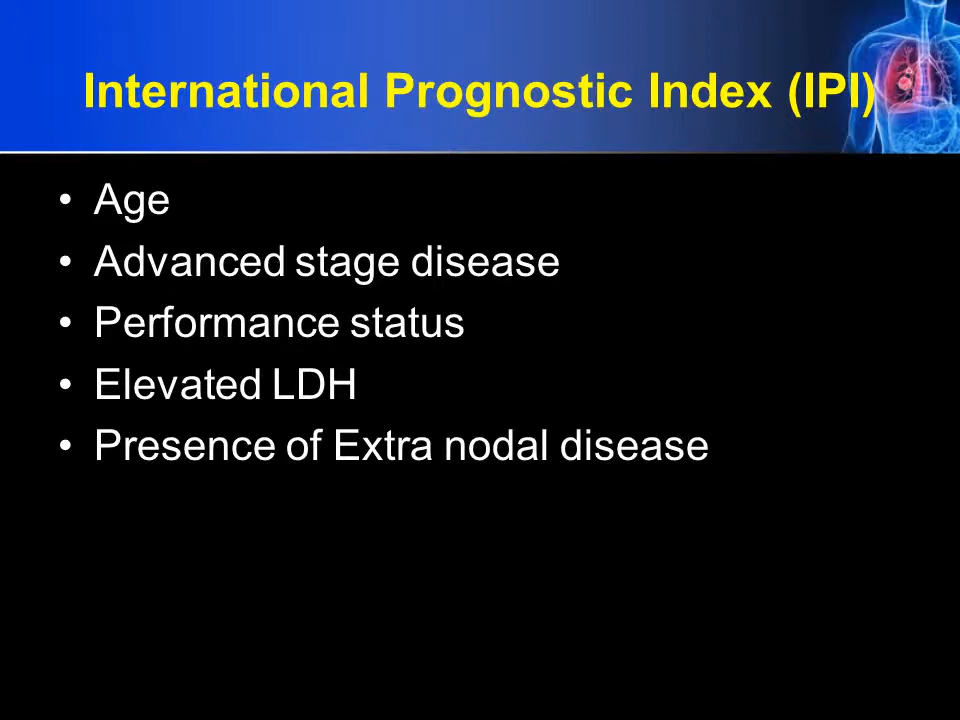 International Prognostic Index (IPI)
• Age
• Advanced stage disease
• Performance status
• Elevated LDH
• Presence of Extra nodal disease